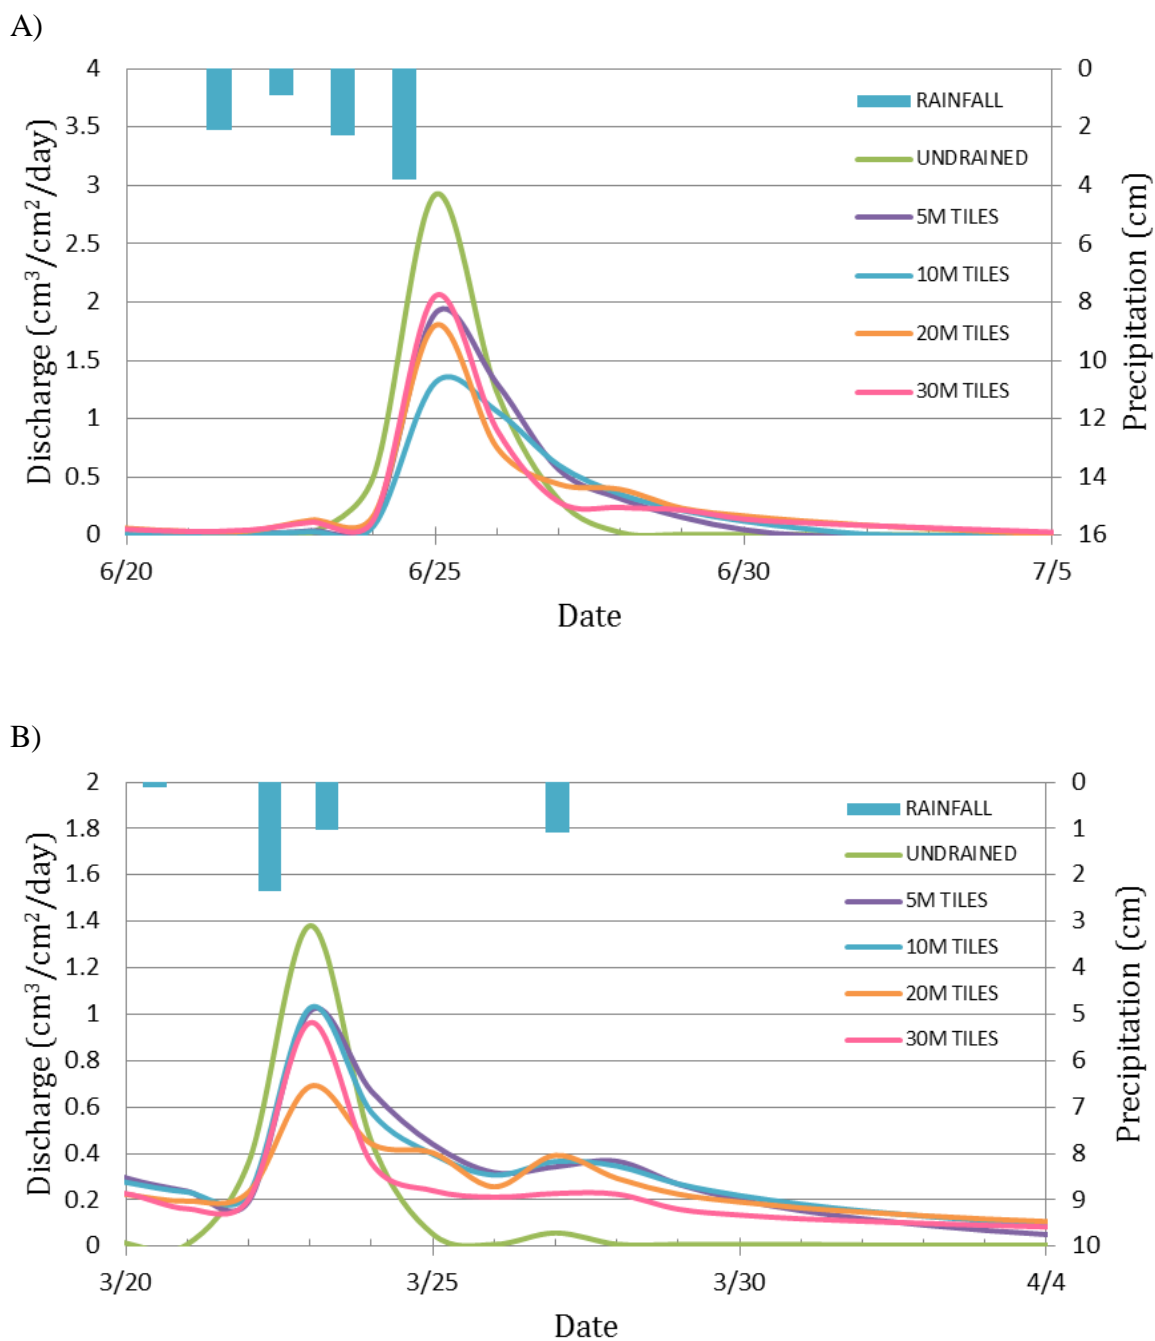 A)
4
3.5
3
2.5
2
1.5
1
0.5
0
Discharge (cm³/cm²/day)
0
2
4
6
8
10
12
14
16
Precipitation (cm)
RAINFALL
UNDRAINED
5M TILES
10M TILES
20M TILES
30M TILES
6/20 6/25 6/30 7/5
Date
B)
2
1.8
1.6
1.4
1.2
1
0.8
0.6
0.4
0.2
0
Discharge (cm³/cm²/day)
0
1
2
3
4
5
6
7
8
9
10
Precipitation (cm)
RAINFALL
UNDRAINED
5M TILES
10M TILES
20M TILES
30M TILES
3/20 3/25 3/30 4/4
Date